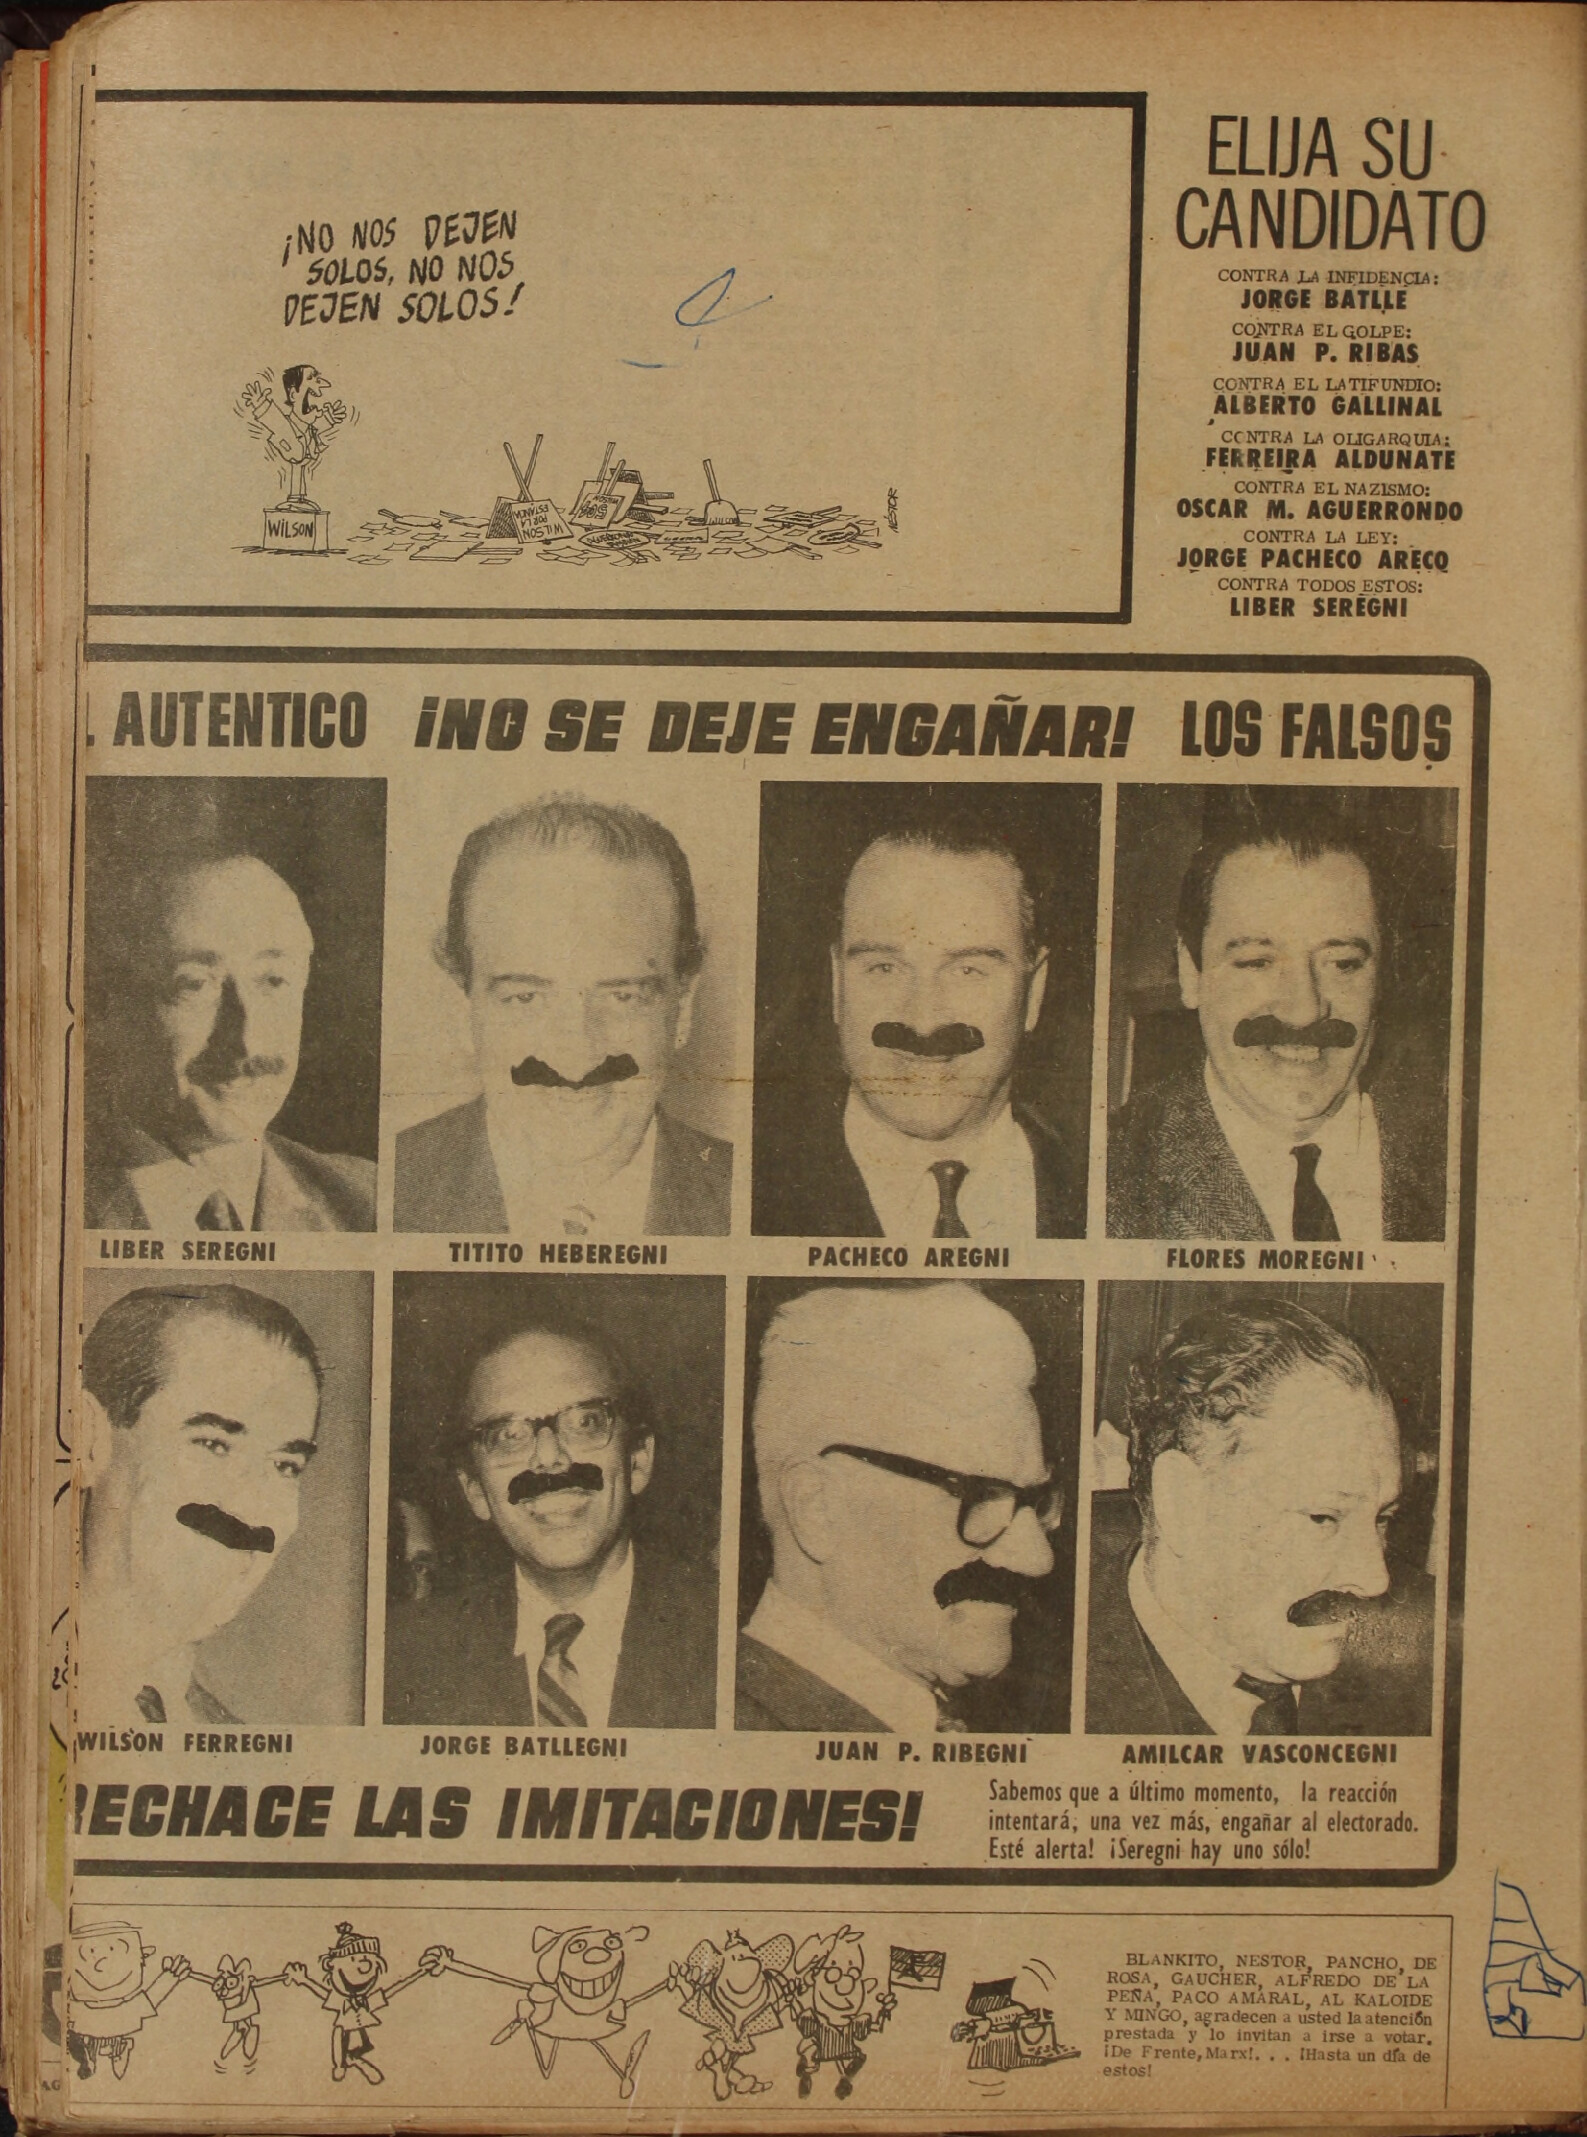 ¡NO NOS DEJEN
SOLOS, NO NOS
DEJEN SOLOS!
WILSON
WILSON
POR LA
ESTANCIA
NESTOR
ELIJA SU
CANDIDATO
CONTRA LA INFIDENCIA:
JORGE BATLLE
CONTRA EL GOLPE:
JUAN P. RIBAS
CONTRA EL LATIFUNDIO:
ALBERTO GALLINAL
CONTRA LA OLIGARQUIA:
FERREIRA ALDUNATE
CONTRA EL NAZISMO:
OSCAR M. AGUERRONDO
CONTRA LA LEY:
JORGE PACHECO ARECO
CONTRA TODOS ESTOS:
LIBER SEREGNI
AUTENTICO ¡NO SE DEJE ENGAÑAR! LOS FALSOS
LIBER SEREGNI
TITITO HEBEREGNI
PACHECO AREGNI
FLORES MOREGNI
WILSON FERREGNI
JORGE BATLLEGNI
JUAN P. RIBEGNI
AMILCAR VASCONCEGNI
RECHACE LAS IMITACIONES!
Sabemos que a último momento, la reacción
intentará, una vez más, engañar al electorado.
Esté alerta! ¡Seregni hay uno sólo!
BLANKITO, NESTOR, PANCHO, DE
ROSA, GAUCHER, ALFREDO DE LA
PEÑA, PACO AMARAL, AL KALOIDE
Y MINGO, agradecen a usted la atención
prestada y lo invitan a irse a votar.
¡De Frente, Marx!. . . ¡Hasta un día de
estos!